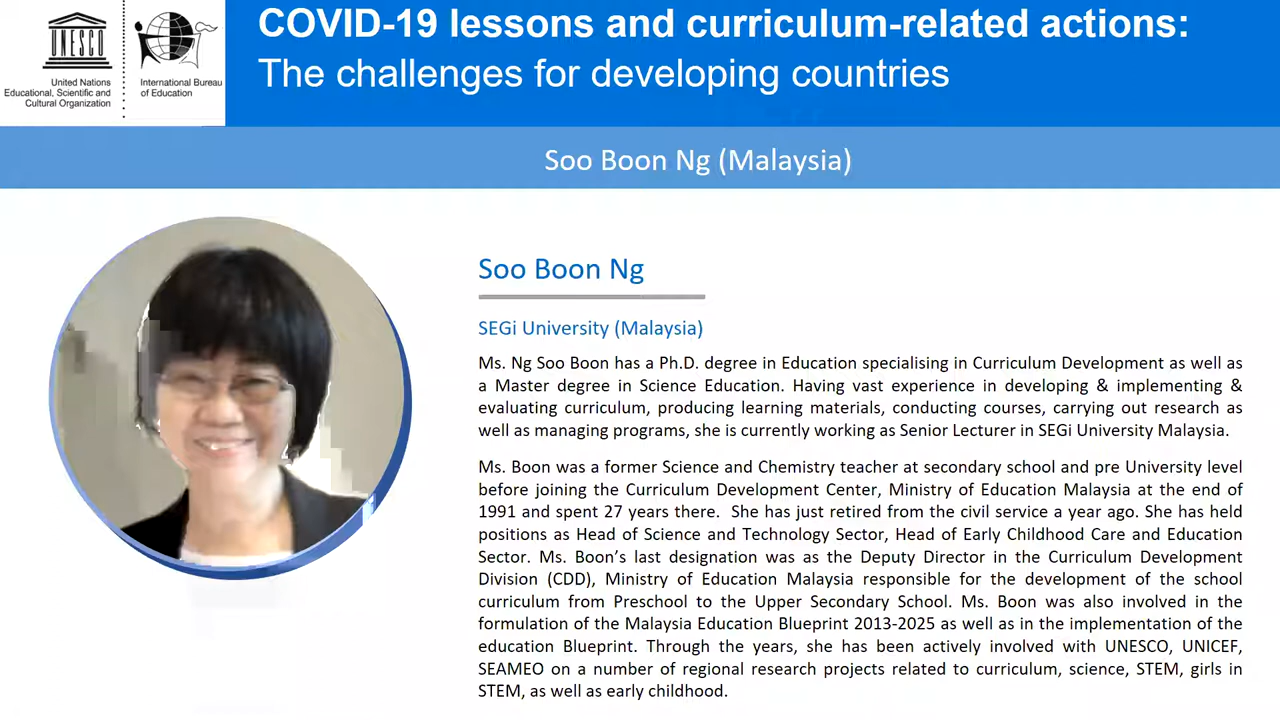 UNESCO
United Nations
Educational, Scientific and
Cultural Organization
International Bureau
of Education
COVID-19 lessons and curriculum-related actions:
The challenges for developing countries
Soo Boon Ng (Malaysia)
Soo Boon Ng
SEGi University (Malaysia)
Ms. Ng Soo Boon has a Ph.D. degree in Education specialising in Curriculum Development as well as
a Master degree in Science Education. Having vast experience in developing & implementing &
evaluating curriculum, producing learning materials, conducting courses, carrying out research as
well as managing programs, she is currently working as Senior Lecturer in SEGi University Malaysia.
Ms. Boon was a former Science and Chemistry teacher at secondary school and pre University level
before joining the Curriculum Development Center, Ministry of Education Malaysia at the end of
1991 and spent 27 years there. She has just retired from the civil service a year ago. She has held
positions as Head of Science and Technology Sector, Head of Early Childhood Care and Education
Sector. Ms. Boon's last designation was as the Deputy Director in the Curriculum Development
Division (CDD), Ministry of Education Malaysia responsible for the development of the school
curriculum from Preschool to the Upper Secondary School. Ms. Boon was also involved in the
formulation of the Malaysia Education Blueprint 2013-2025 as well as in the implementation of the
education Blueprint. Through the years, she has been actively involved with UNESCO, UNICEF,
SEAMEO on a number of regional research projects related to curriculum, science, STEM, girls in
STEM, as well as early childhood.